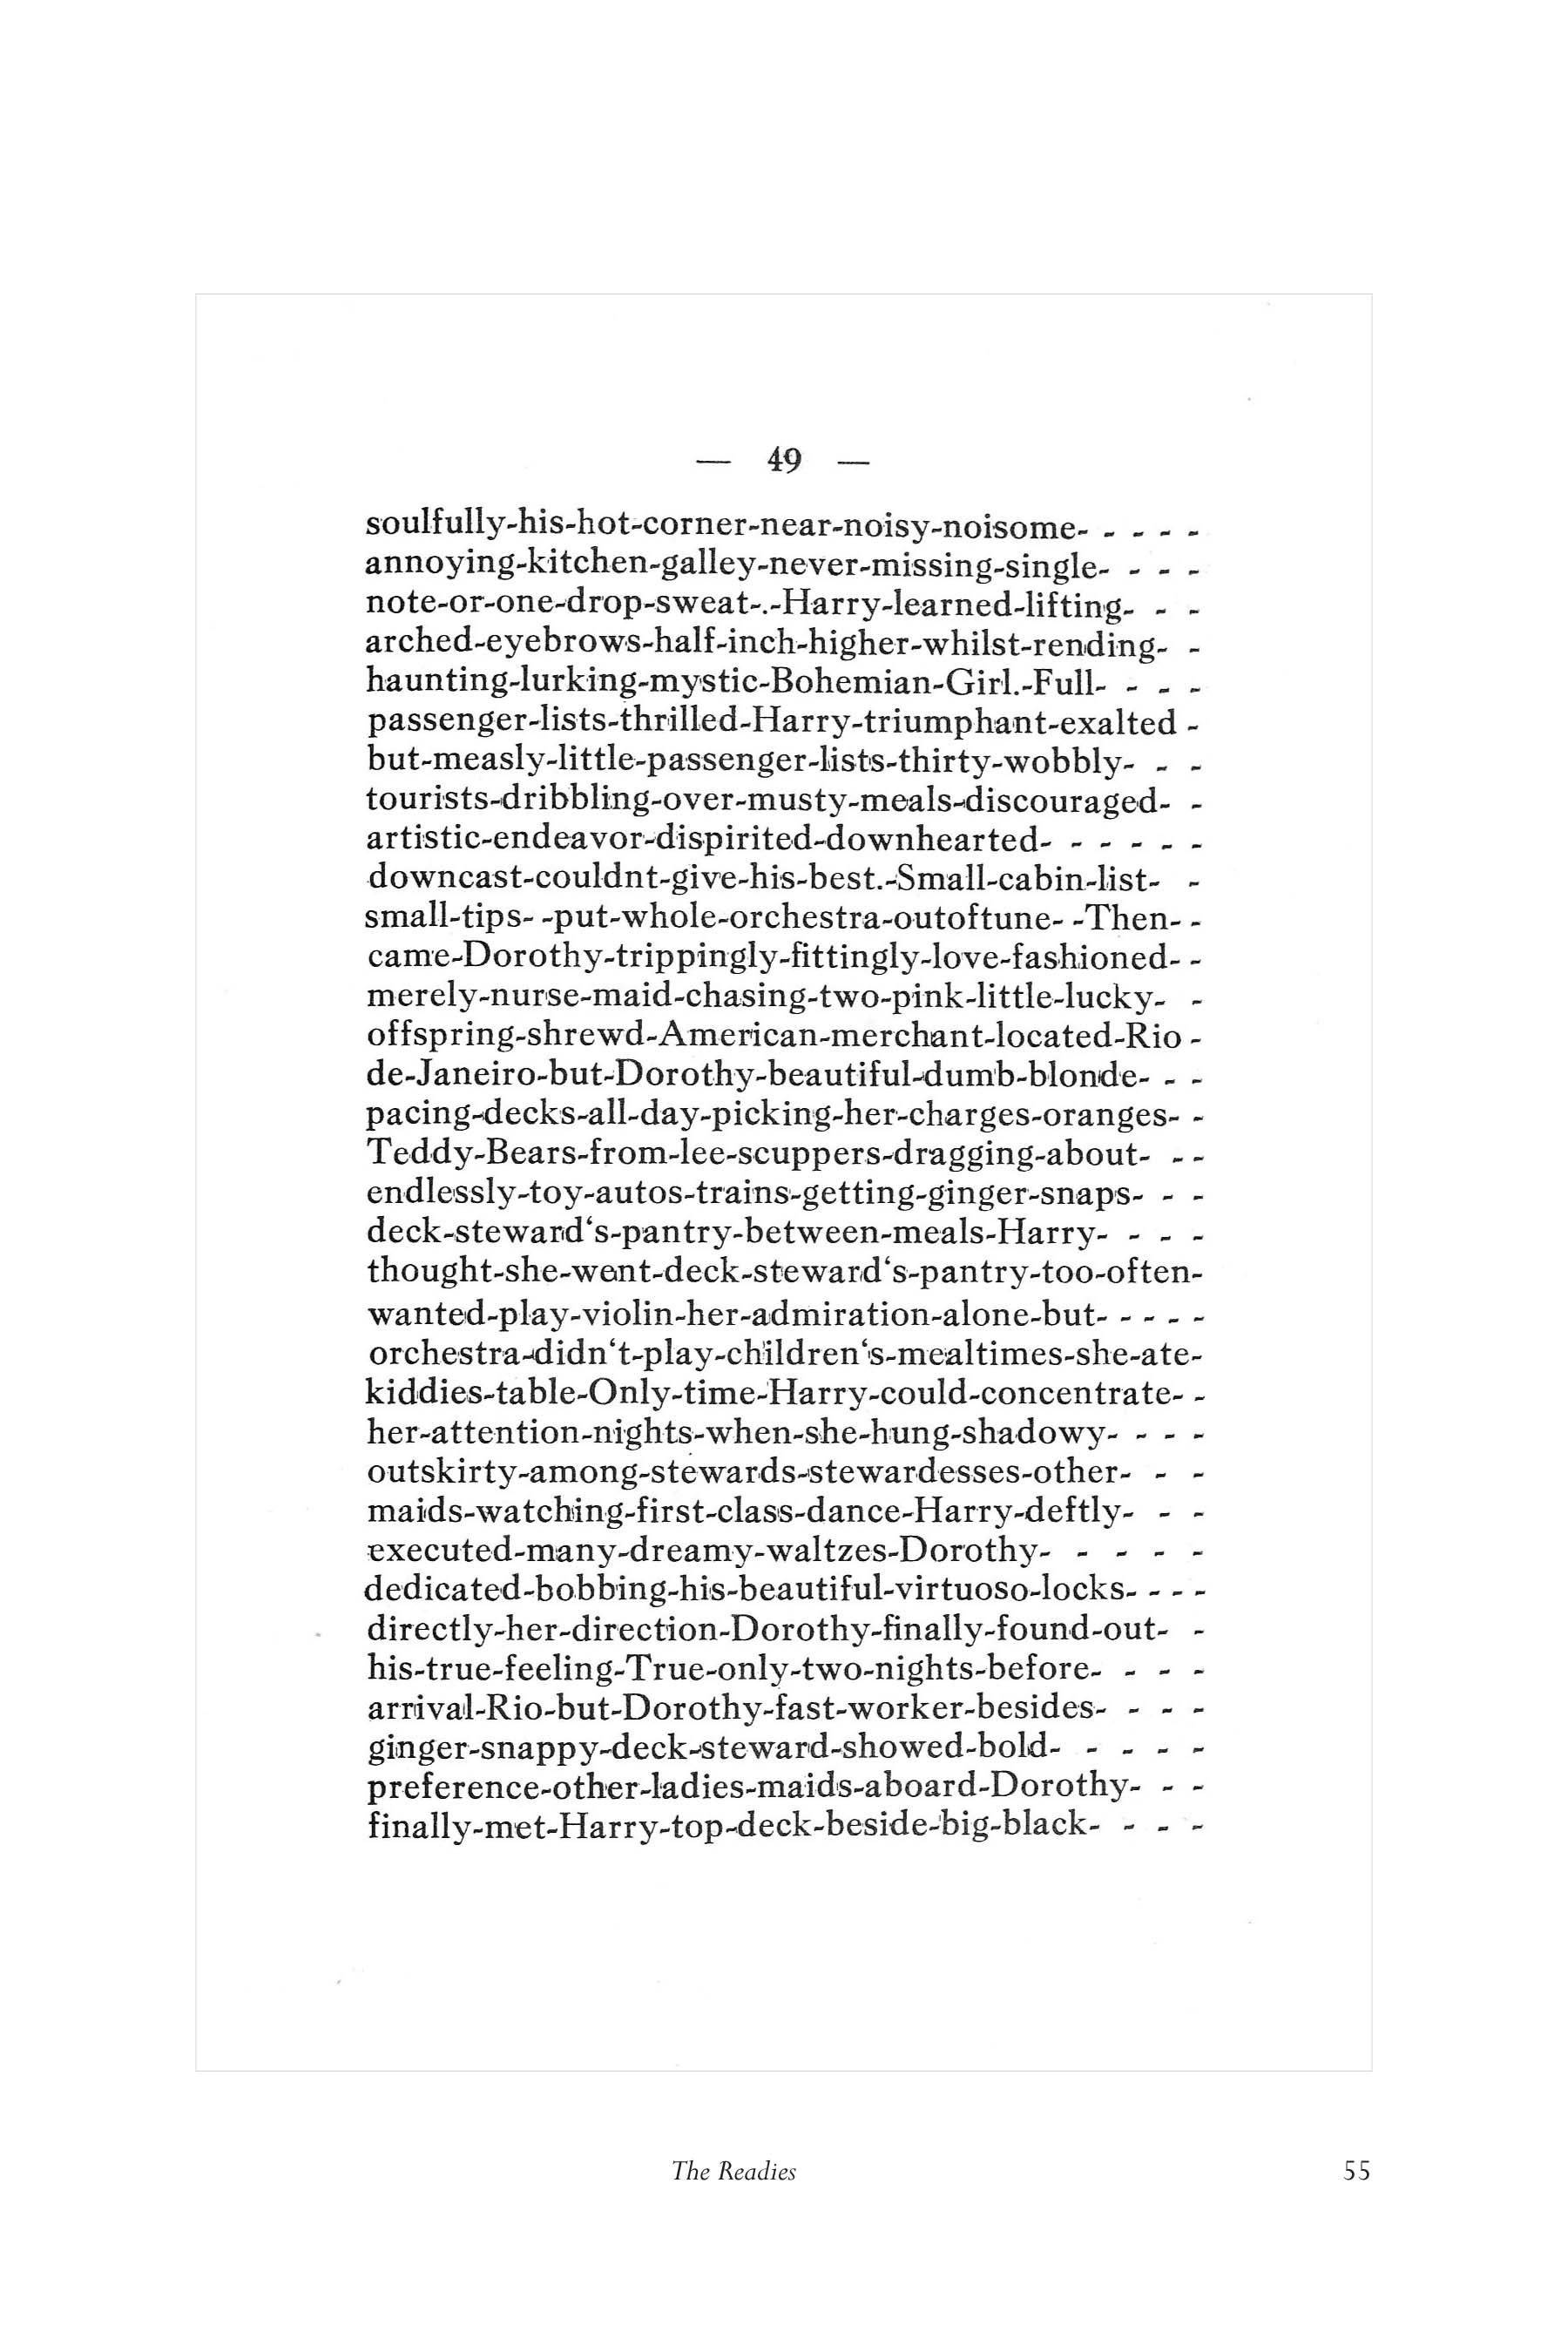 — 49 —
soulfully-his-hot-corner-near-noisy-noisome- - - - -
annoying-kitchen-galley-never-missing-single- - - -
note-or-one-drop-sweat-.-Harry-learned-lifting- - -
arched-eyebrows-half-inch-higher-whilst-rending- -
haunting-lurking-mystic-Bohemian-Girl.-Full- - - -
passenger-lists-thrilled-Harry-triumphant-exalted -
but-measly-little-passenger-lists-thirty-wobbly- - -
tourists-dribbling-over-musty-meals-discouraged- -
artistic-endeavor-dispirited-downhearted- - - - - -
downcast-couldnt-give-his-best.-Small-cabin-list- -
small-tips- -put-whole-orchestra-outoftune- -Then- -
came-Dorothy-trippingly-fittingly-love-fashioned- -
merely-nurse-maid-chasing-two-pink-little-lucky- -
offspring-shrewd-American-merchant-located-Rio -
de-Janeiro-but-Dorothy-beautiful-dumb-blonde- - -
pacing-decks-all-day-picking-her-charges-oranges- -
Teddy-Bears-from-lee-scuppers-dragging-about- - -
endlessly-toy-autos-trains-getting-ginger-snaps- - -
deck-steward‘s-pantry-between-meals-Harry- - - -
thought-she-went-deck-steward‘s-pantry-too-often-
wanted-play-violin-her-admiration-alone-but- - - - -
orchestra-didn‘t-play-children‘s-mealtimes-she-ate-
kiddies-table-Only-time-Harry-could-concentrate- -
her-attention-nights-when-she-hung-shadowy- - - -
outskirty-among-stewards-stewardesses-other- - -
maids-watching-first-class-dance-Harry-deftly- - -
executed-many-dreamy-waltzes-Dorothy- - - - -
dedicated-bobbing-his-beautiful-virtuoso-locks- - - -
directly-her-direction-Dorothy-finally-found-out- -
his-true-feeling-True-only-two-nights-before- - - -
arrival-Rio-but-Dorothy-fast-worker-besides- - - -
ginger-snappy-deck-steward-showed-bold- - - - -
preference-other-ladies-maids-aboard-Dorothy- - -
finally-met-Harry-top-deck-beside-big-black- - - -
The Readies 55